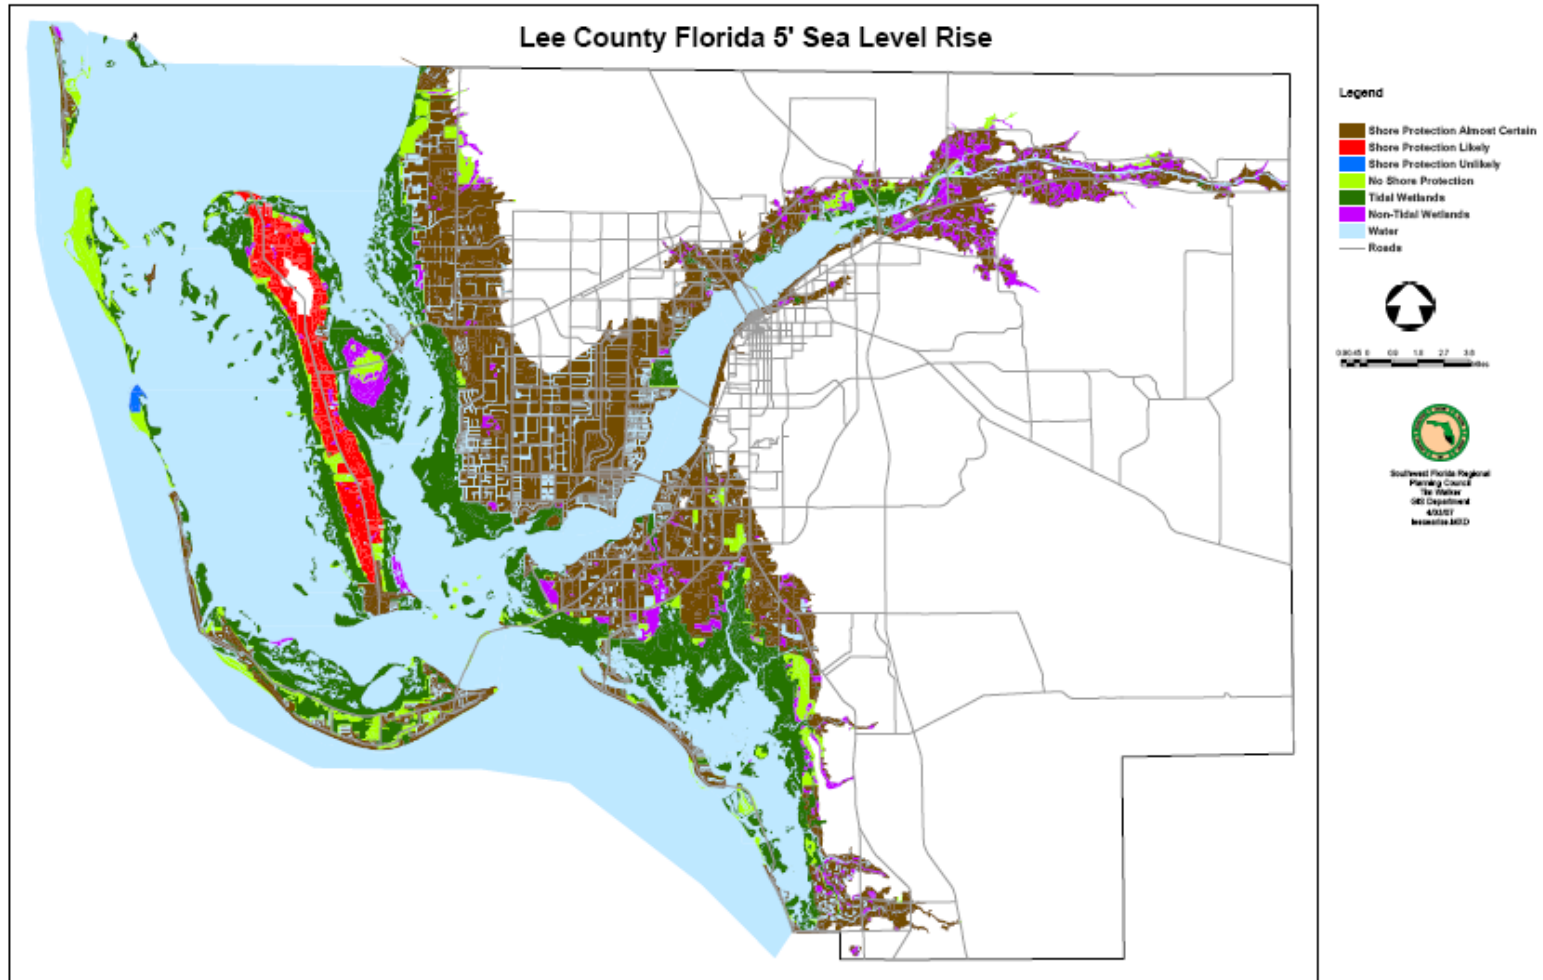 Lee County Florida 5' Sea Level Rise
Legend
Shore Protection Almost Certain
Shore Protection Likely
Shore Protection Unlikely
No Shore Protection
Tidal Wetlands
Non-Tidal Wetlands
Water
Roads
Southwest Florida Regional
Planning Council
Tim Walker
GIS Department